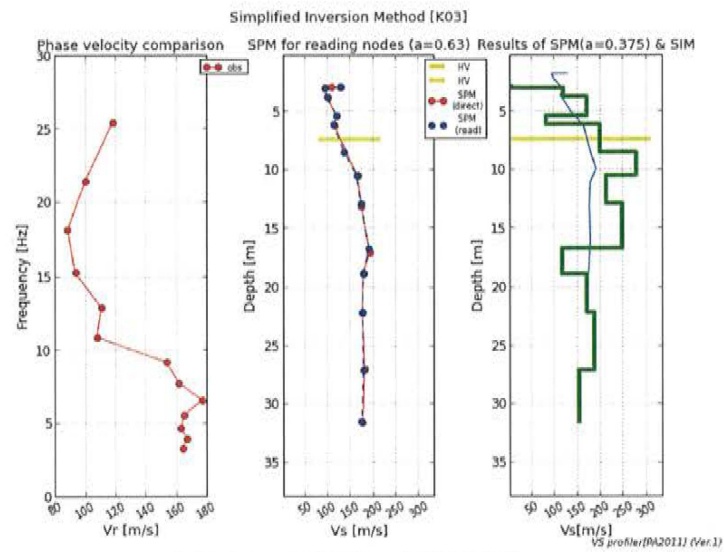 Simplified Inversion Method [K03]
Phase velocity comparison
SPM for reading nodes (a=0.63)
Results of SPM(a=0.375) & SIM
obs
HV
HV
SPM
(direct)
SPM
(read)
Frequency [Hz]
30
25
20
15
10
5
0
80
100
120
140
160
180
Vr [m/s]
Depth [m]
5
10
15
20
25
30
35
50
100
150
200
250
300
Vs [m/s]
Depth [m]
5
10
15
20
25
30
35
50
100
150
200
250
300
Vs[m/s]
VS profiler[PA2011] (Ver.1)